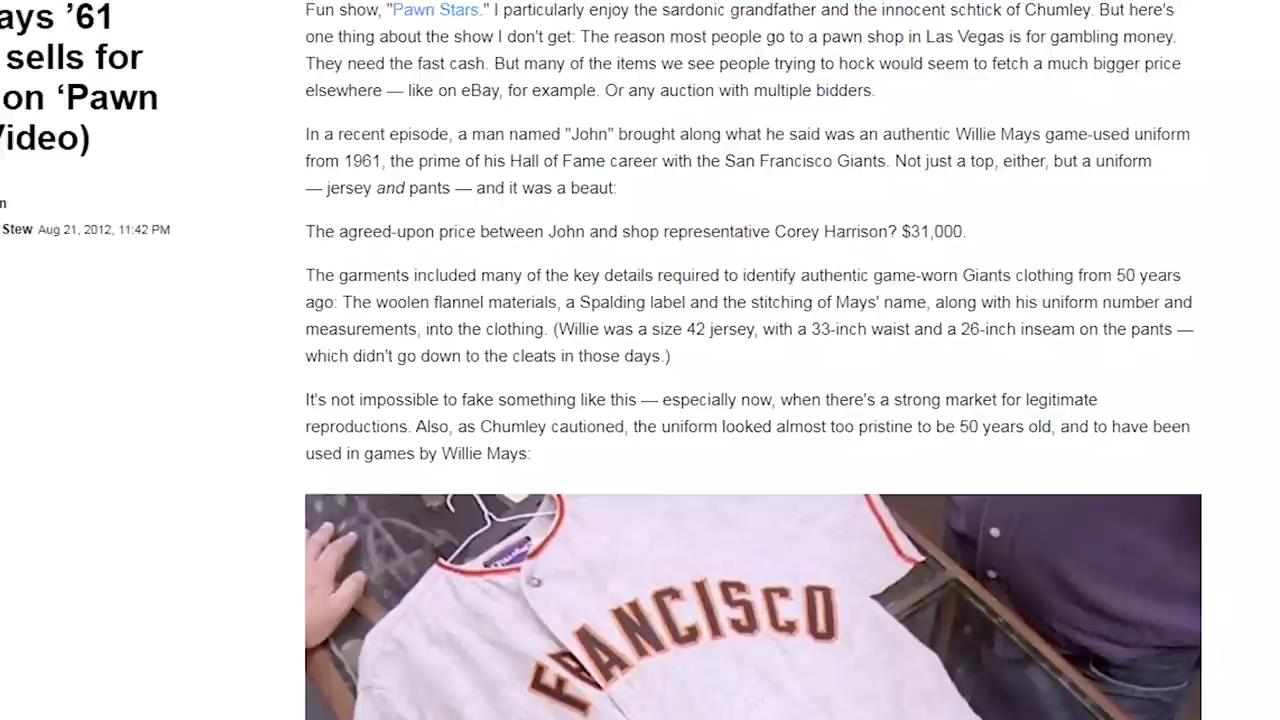 ays ’61
sells for
on ‘Pawn
Video)
n
Stew Aug 21, 2012, 11:42 PM
Fun show, "Pawn Stars." I particularly enjoy the sardonic grandfather and the innocent schtick of Chumley. But here's
one thing about the show I don't get: The reason most people go to a pawn shop in Las Vegas is for gambling money.
They need the fast cash. But many of the items we see people trying to hock would seem to fetch a much bigger price
elsewhere — like on eBay, for example. Or any auction with multiple bidders.
In a recent episode, a man named "John" brought along what he said was an authentic Willie Mays game-used uniform
from 1961, the prime of his Hall of Fame career with the San Francisco Giants. Not just a top, either, but a uniform
— jersey and pants — and it was a beaut:
The agreed-upon price between John and shop representative Corey Harrison? $31,000.
The garments included many of the key details required to identify authentic game-worn Giants clothing from 50 years
ago: The woolen flannel materials, a Spalding label and the stitching of Mays' name, along with his uniform number and
measurements, into the clothing. (Willie was a size 42 jersey, with a 33-inch waist and a 26-inch inseam on the pants —
which didn't go down to the cleats in those days.)
It's not impossible to fake something like this — especially now, when there's a strong market for legitimate
reproductions. Also, as Chumley cautioned, the uniform looked almost too pristine to be 50 years old, and to have been
used in games by Willie Mays:
FRANCISCO